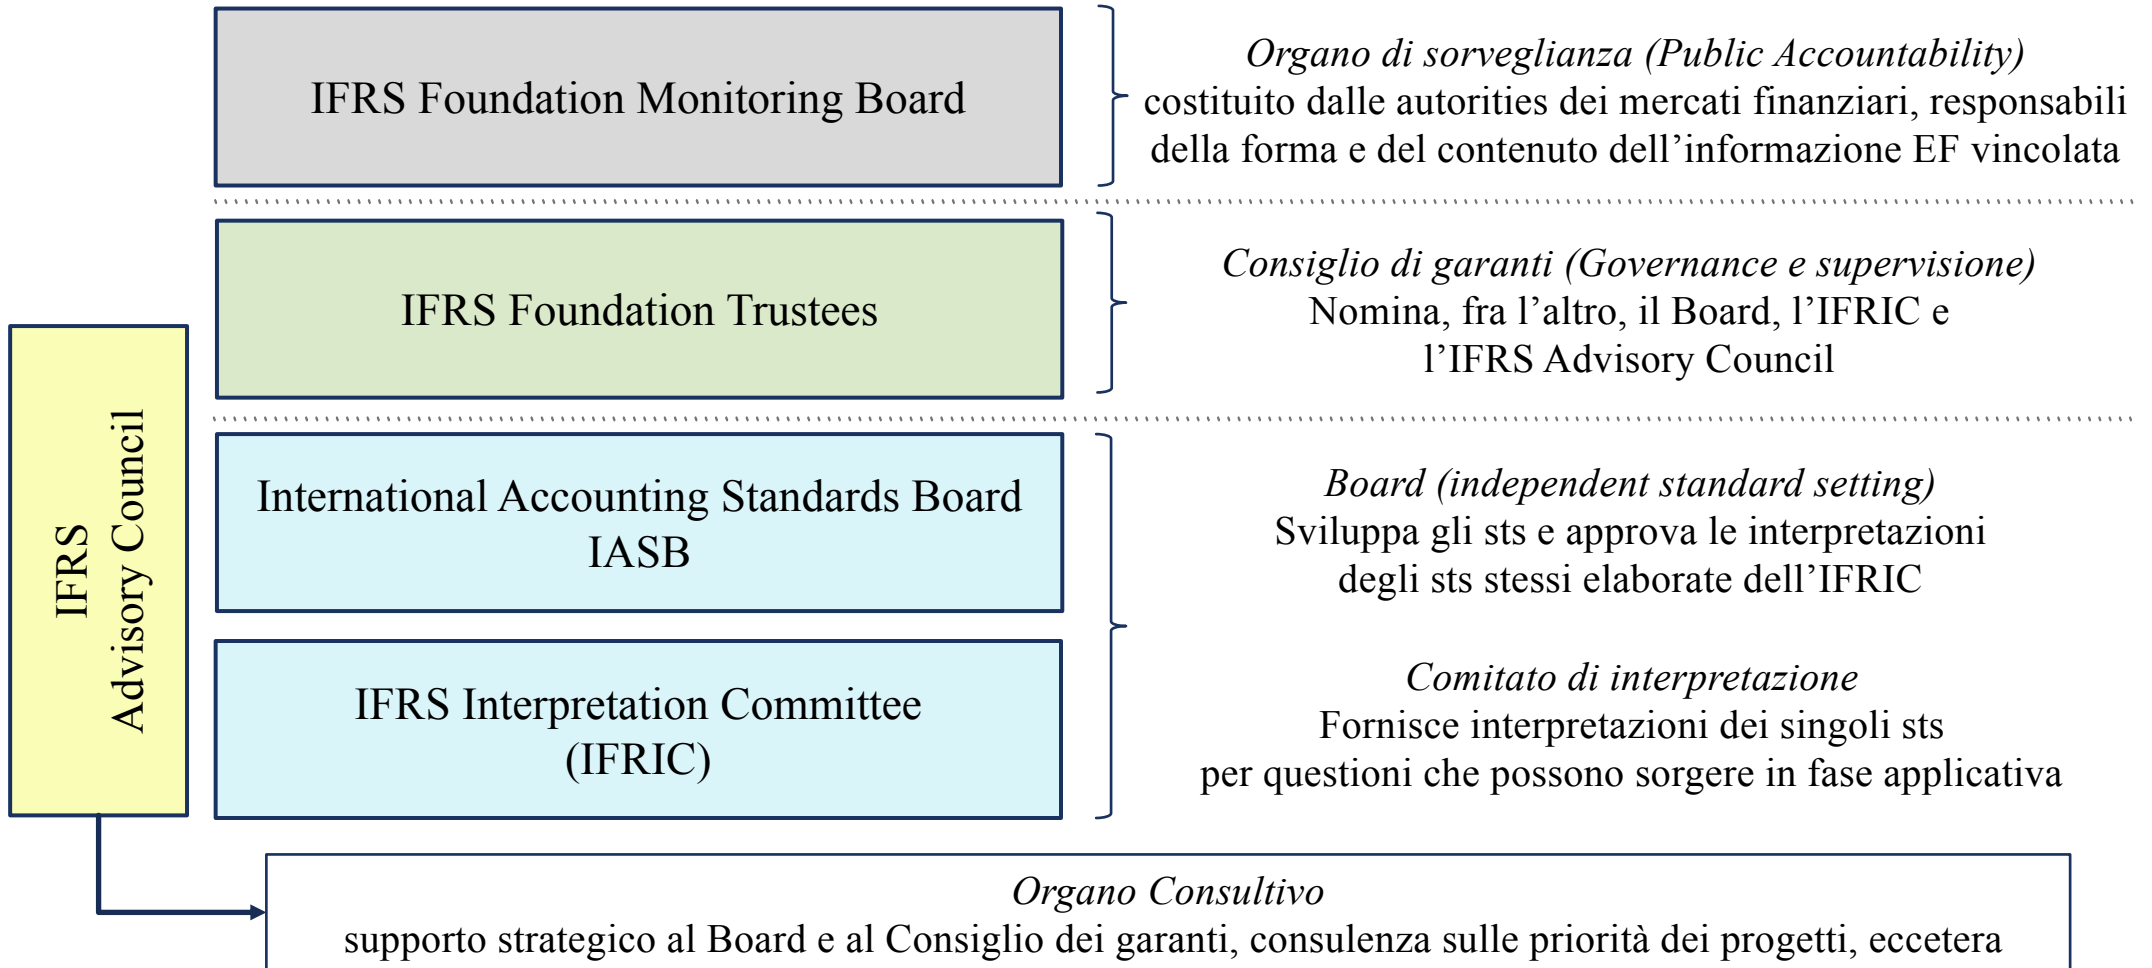 IFRS Foundation Monitoring Board
Organo di sorveglianza (Public Accountability)
costituito dalle autorities dei mercati finanziari, responsabili
della forma e del contenuto dell’informazione EF vincolata
IFRS Foundation Trustees
Consiglio di garanti (Governance e supervisione)
Nomina, fra l’altro, il Board, l’IFRIC e
l’IFRS Advisory Council
IFRS
Advisory Council
International Accounting Standards Board
IASB
Board (independent standard setting)
Sviluppa gli sts e approva le interpretazioni
degli sts stessi elaborate dell’IFRIC
IFRS Interpretation Committee
(IFRIC)
Comitato di interpretazione
Fornisce interpretazioni dei singoli sts
per questioni che possono sorgere in fase applicativa
Organo Consultivo
supporto strategico al Board e al Consiglio dei garanti, consulenza sulle priorità dei progetti, eccetera